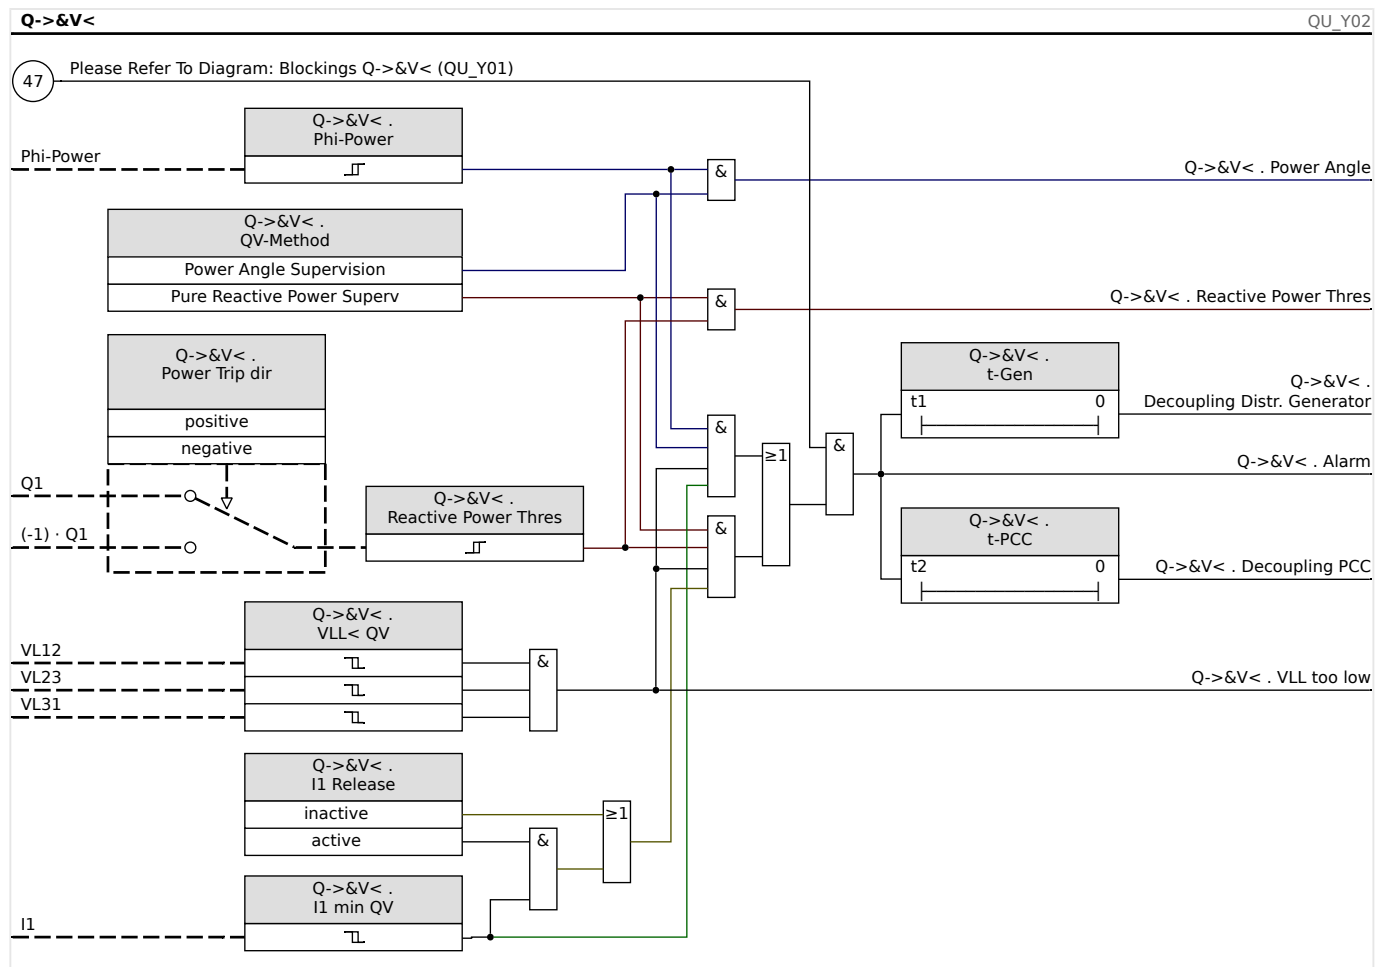 Q->&V<
QU_Y02
47
Please Refer To Diagram: Blockings Q->&V< (QU_Y01)
Q->&V< .
Phi-Power
Phi-Power
&
Q->&V< . Power Angle
Q->&V< .
QV-Method
Power Angle Supervision
Pure Reactive Power Superv
&
Q->&V< . Reactive Power Thres
Q->&V< .
Power Trip dir
positive
negative
Q->&V< .
t-Gen
t1
0
Q->&V< .
Decoupling Distr. Generator
&
≥1
&
Q->&V< . Alarm
Q1
(-1) · Q1
Q->&V< .
Reactive Power Thres
&
Q->&V< .
t-PCC
t2
0
Q->&V< . Decoupling PCC
Q->&V< .
VLL< QV
VL12
VL23
VL31
&
Q->&V< . VLL too low
Q->&V< .
I1 Release
inactive
active
≥1
&
Q->&V< .
I1 min QV
I1